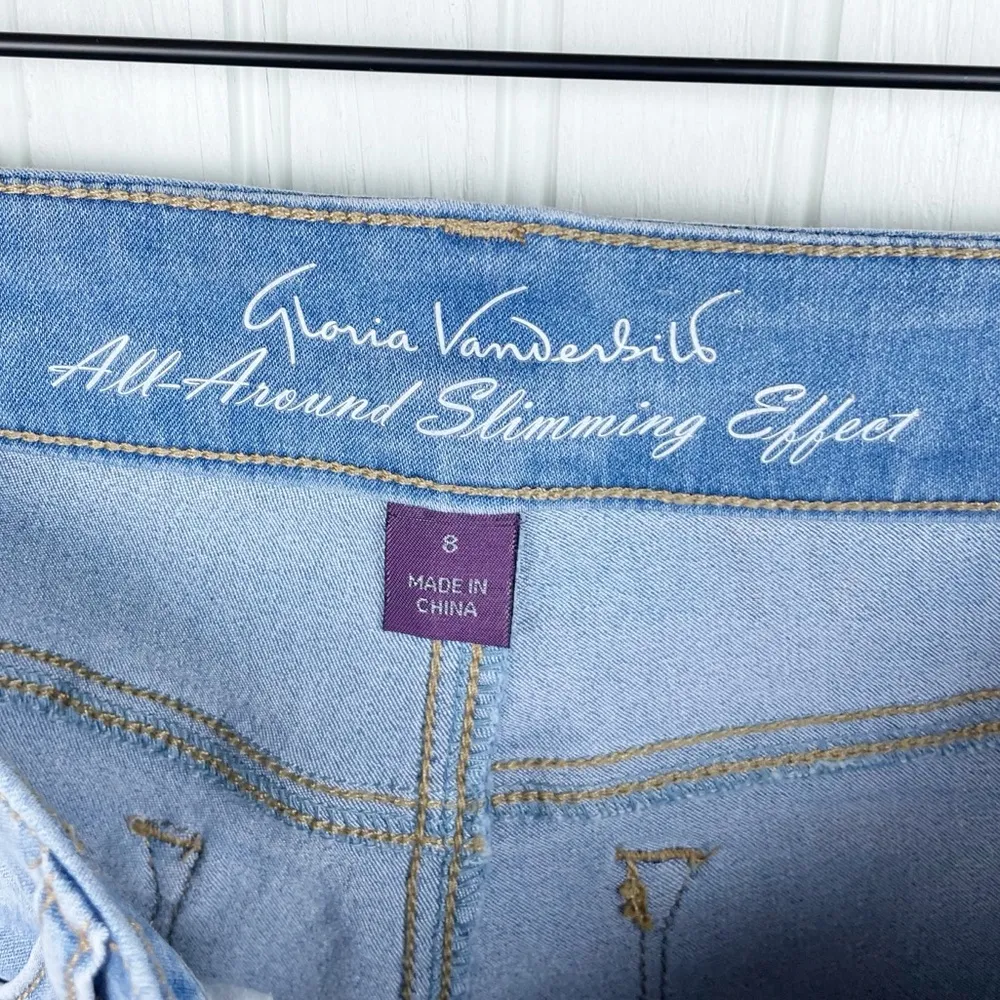 Gloria Vanderbilt
All-Around Slimming Effect
8
MADE IN
CHINA